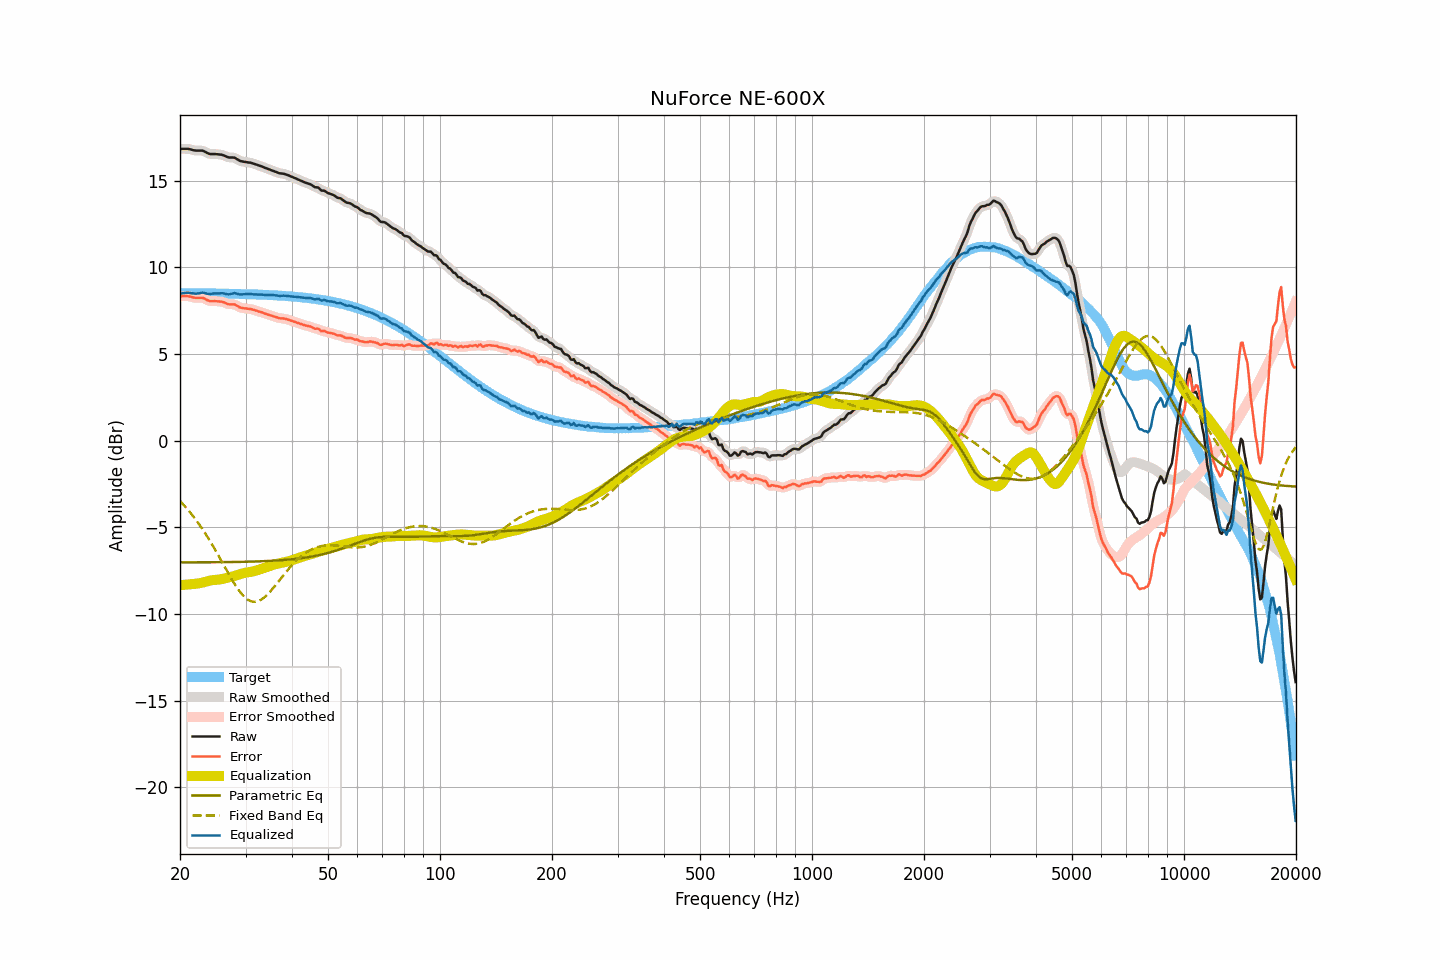 NuForce NE-600X
Amplitude (dBr)
15
10
5
0
−5
−10
−15
−20
Target
Raw Smoothed
Error Smoothed
Raw
Error
Equalization
Parametric Eq
Fixed Band Eq
Equalized
20 50 100 200 500 1000 2000 5000 10000 20000
Frequency (Hz)